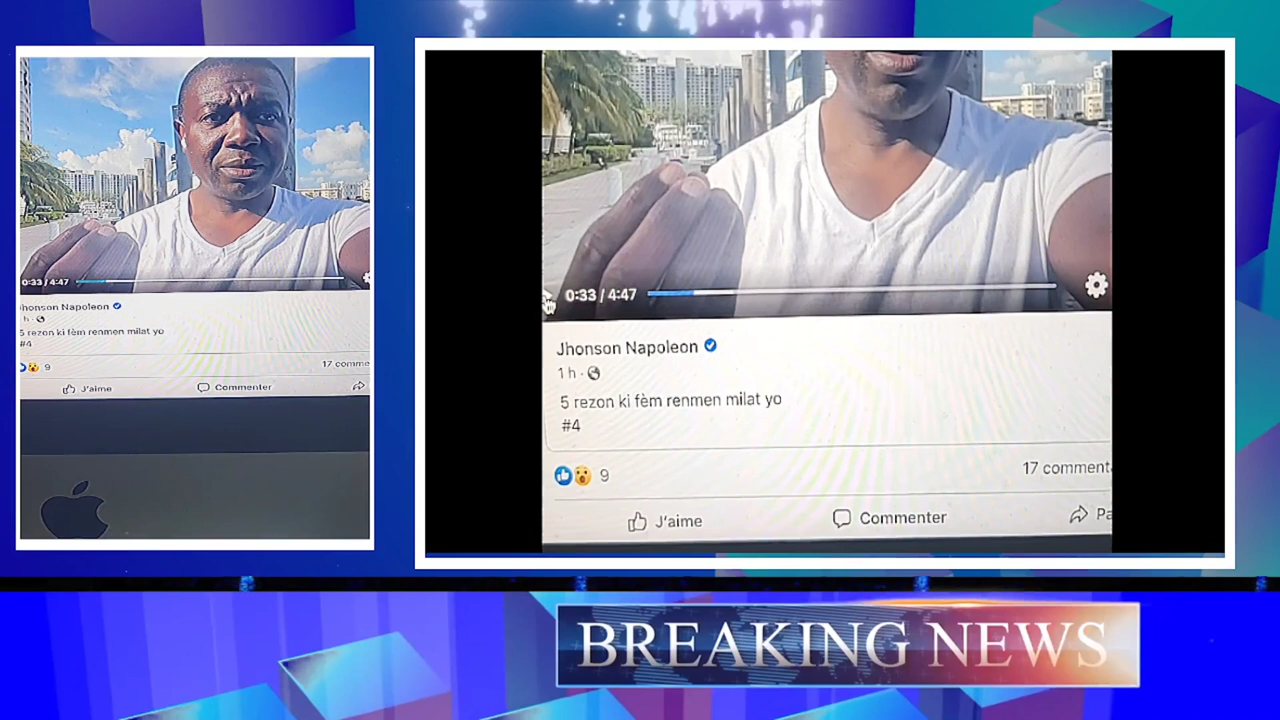 0:33 / 4:47
honson Napoleon
h ·
5 rezon ki fèm renmen milat yo
#4
9
17 comme
J'aime
Commenter
0:33 / 4:47
Jhonson Napoleon
1 h ·
5 rezon ki fèm renmen milat yo
#4
9
17 comment
J'aime
Commenter
Pa
BREAKING NEWS